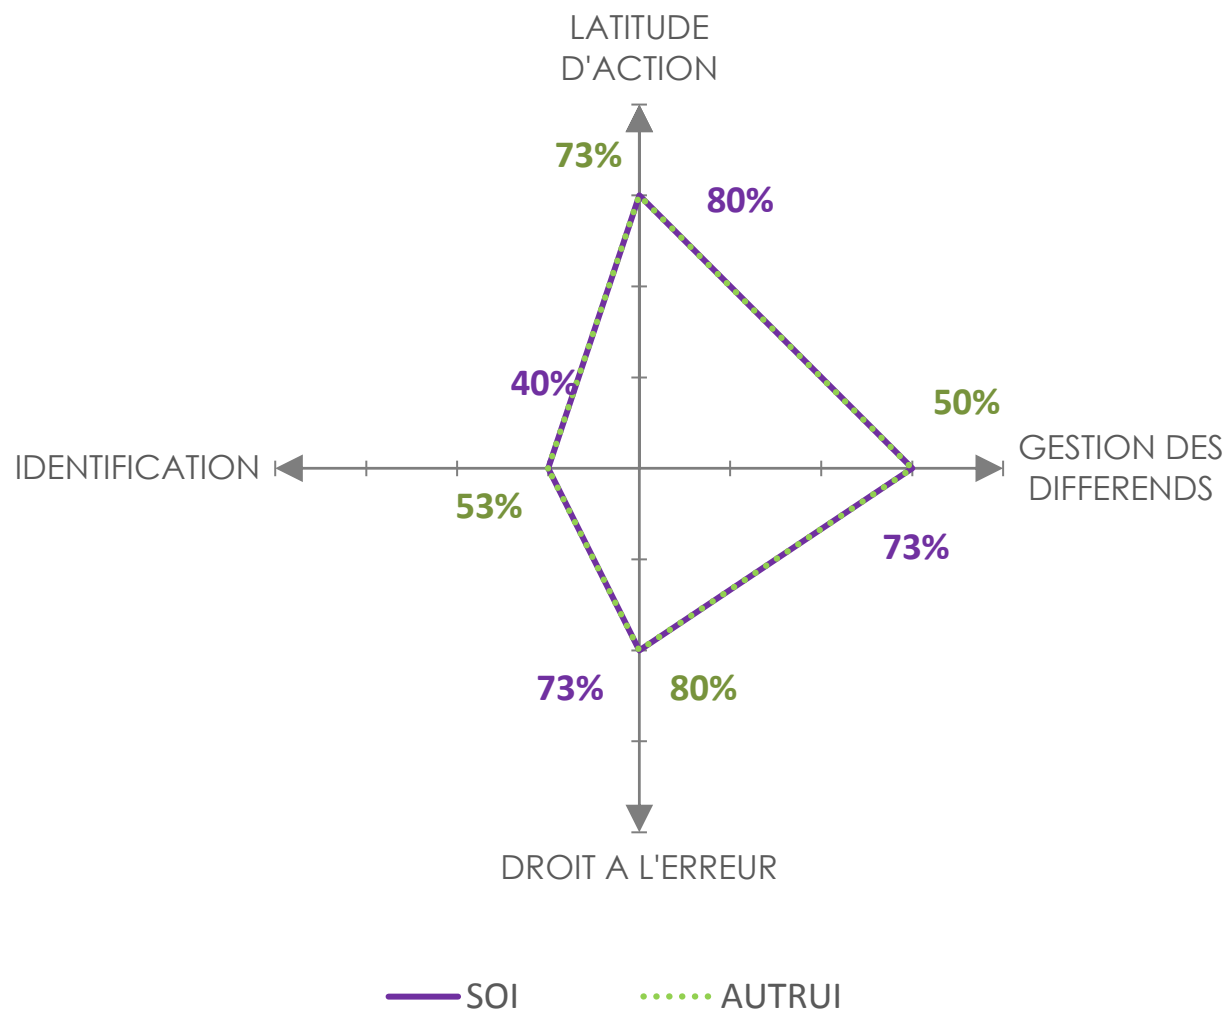 LATITUDE
D'ACTION
73%
80%
40%
50%
IDENTIFICATION
GESTION DES
DIFFERENDS
53%
73%
73%
80%
DROIT A L'ERREUR
SOI
AUTRUI